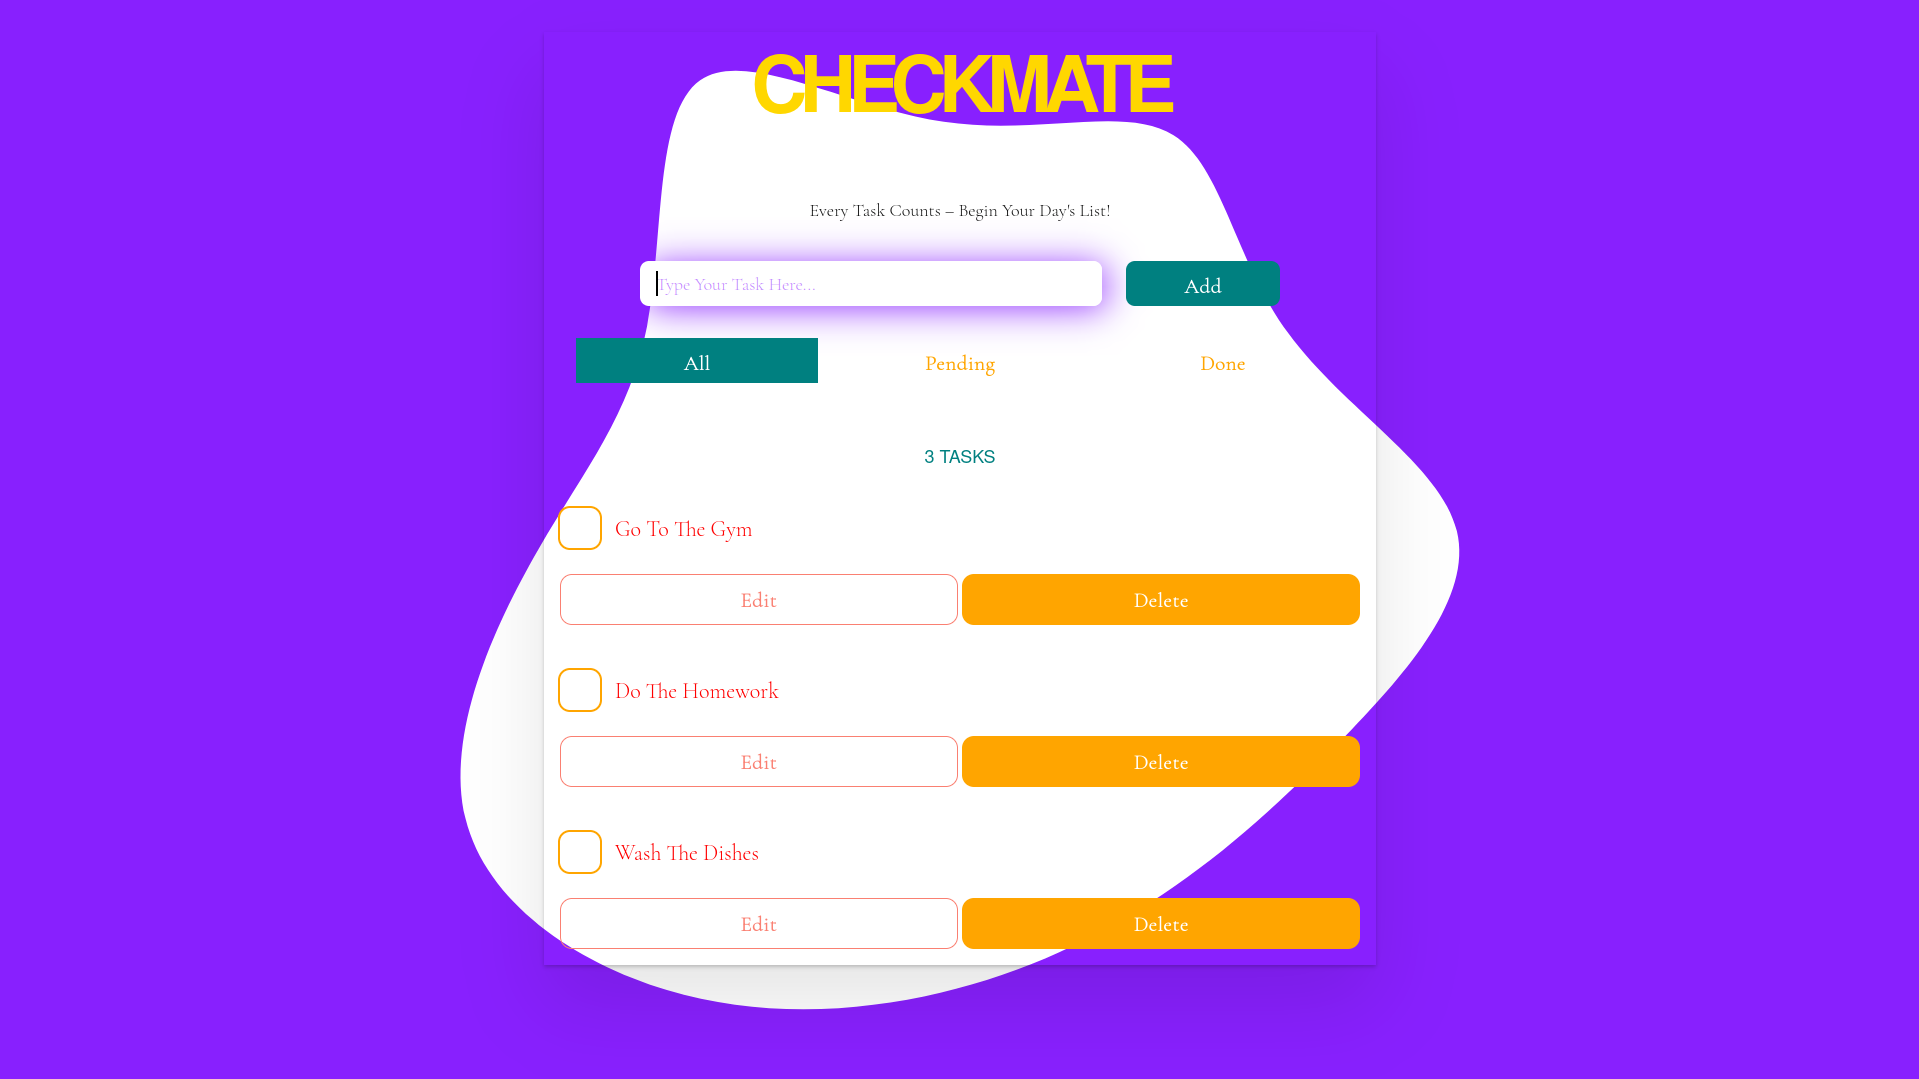 CHECKMATE
Every Task Counts – Begin Your Day's List!
Type Your Task Here...
Add
All
Pending
Done
3 TASKS
Go To The Gym
Edit
Delete
Do The Homework
Edit
Delete
Wash The Dishes
Edit
Delete